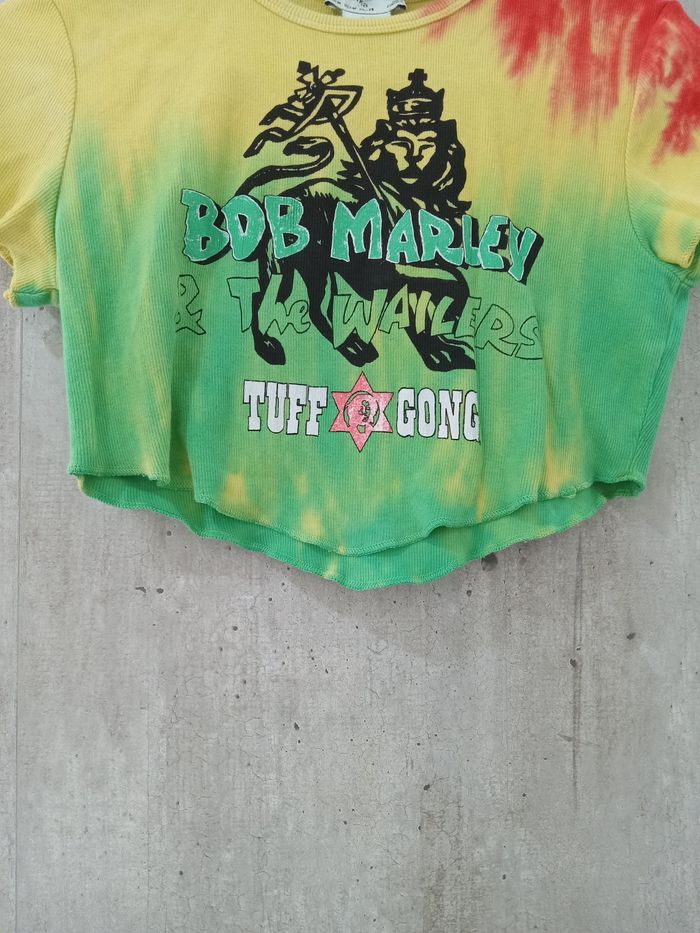 BOB MARLEY
& The WAILERS
TUFF GONG